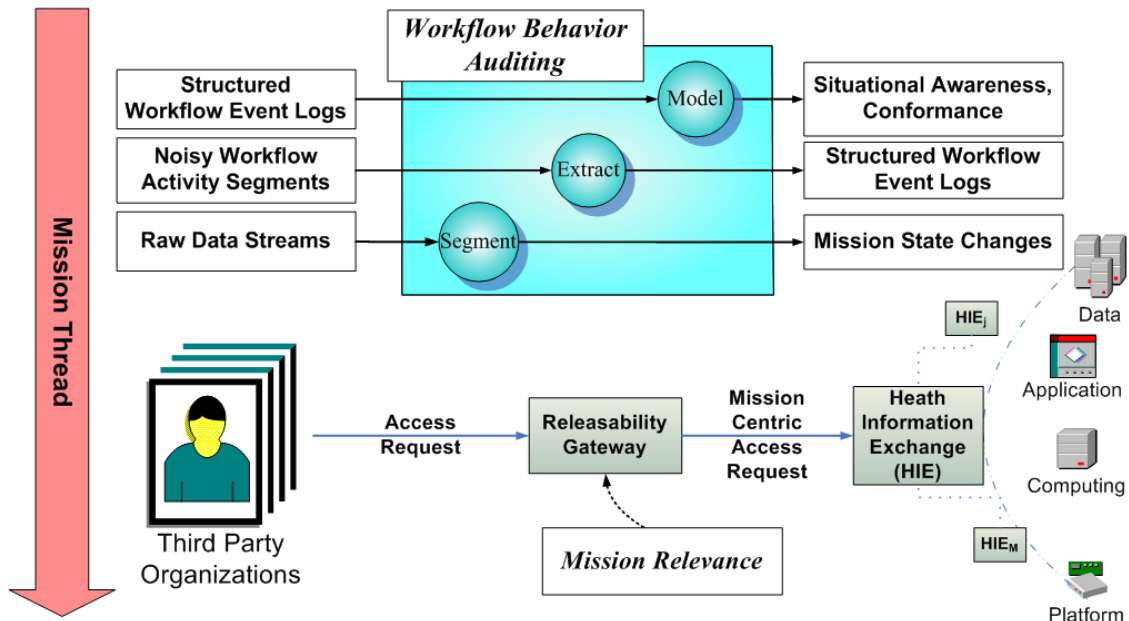 Workflow Behavior
Auditing
Structured
Workflow Event Logs
Model
Situational Awareness,
Conformance
Noisy Workflow
Activity Segments
Extract
Structured Workflow
Event Logs
Raw Data Streams
Segment
Mission State Changes
Mission Thread
Data
HIEj
Application
Access
Request
Releasability
Gateway
Mission
Centric
Access
Request
Heath
Information
Exchange
(HIE)
Computing
HIEM
Third Party
Organizations
Mission Relevance
Platform